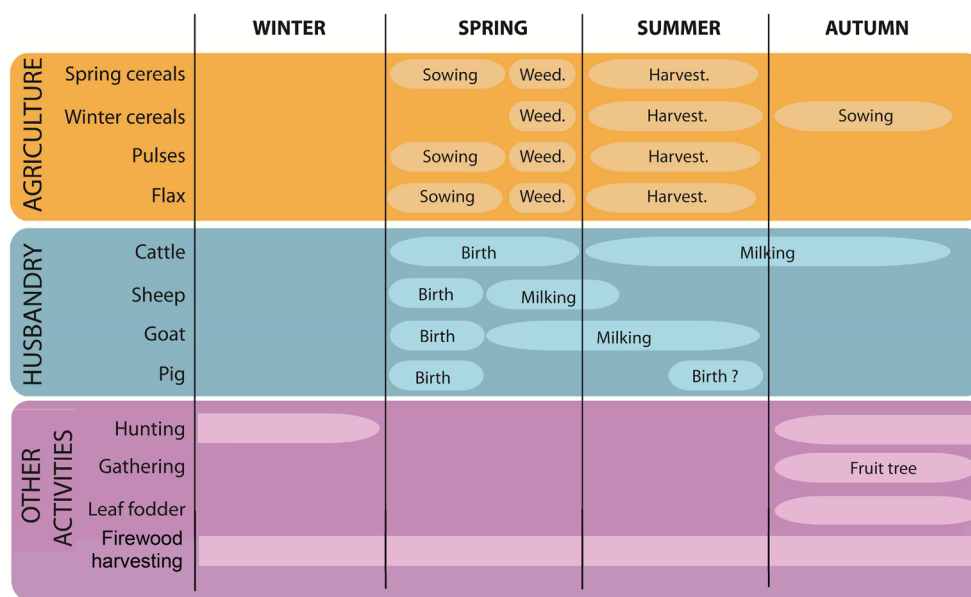 WINTER SPRING SUMMER AUTUMN
AGRICULTURE
Spring cereals Sowing Weed. Harvest.
Winter cereals Weed. Harvest. Sowing
Pulses Sowing Weed. Harvest.
Flax Sowing Weed. Harvest.
HUSBANDRY
Cattle Birth Milking
Sheep Birth Milking
Goat Birth Milking
Pig Birth Birth ?
OTHER
ACTIVITIES
Hunting
Gathering Fruit tree
Leaf fodder
Firewood
harvesting